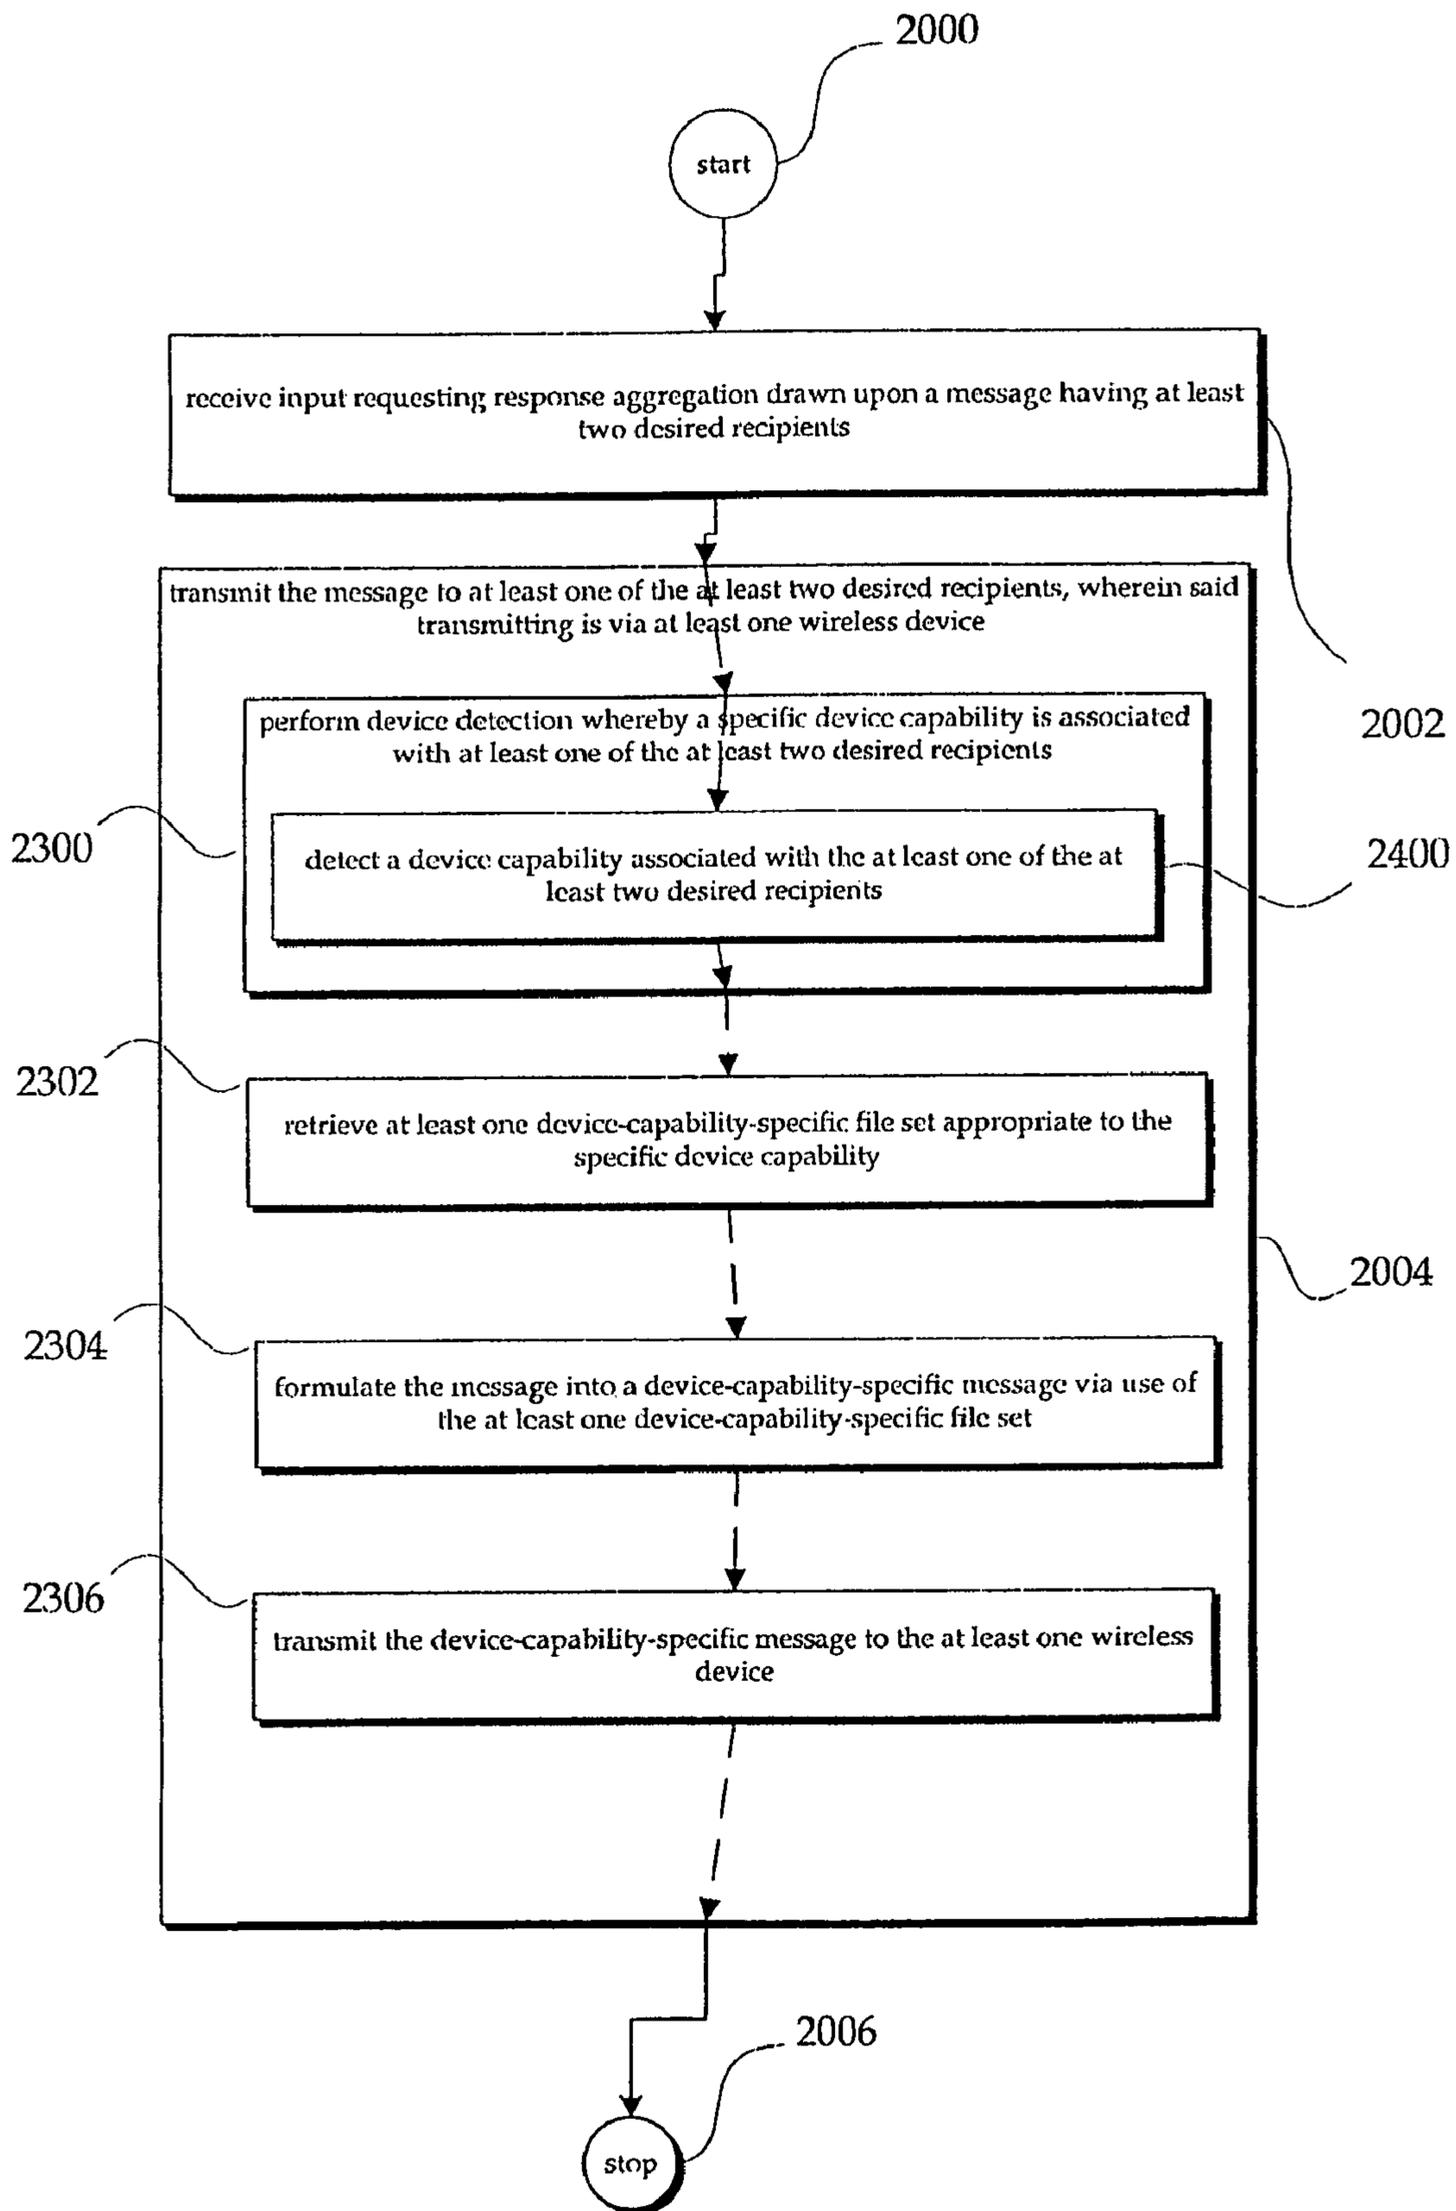 2000
start
receive input requesting response aggregation drawn upon a message having at least
two desired recipients
transmit the message to at least one of the at least two desired recipients, wherein said
transmitting is via at least one wireless device
perform device detection whereby a specific device capability is associated
with at least one of the at least two desired recipients
2002
2300
detect a device capability associated with the at least one of the at
least two desired recipients
2400
2302
retrieve at least one device-capability-specific file set appropriate to the
specific device capability
2004
2304
formulate the message into a device-capability-specific message via use of
the at least one device-capability-specific file set
2306
transmit the device-capability-specific message to the at least one wireless
device
2006
stop